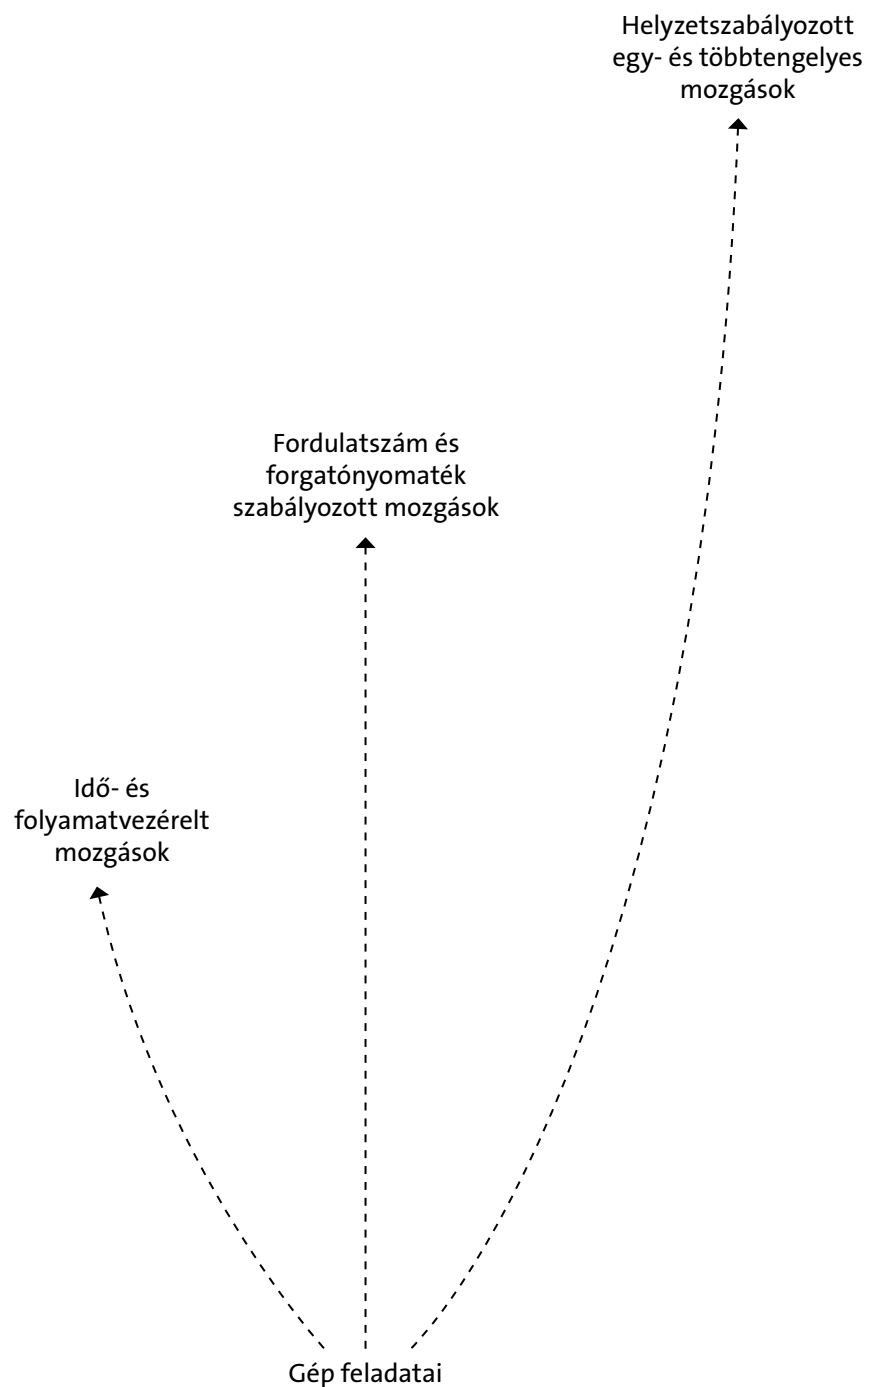 Helyzetszabályozott
egy- és többtengelyes
mozgások
Fordulatszám és
forgatónyomaték
szabályozott mozgások
Idő- és
folyamatvezérelt
mozgások
Gép feladatai